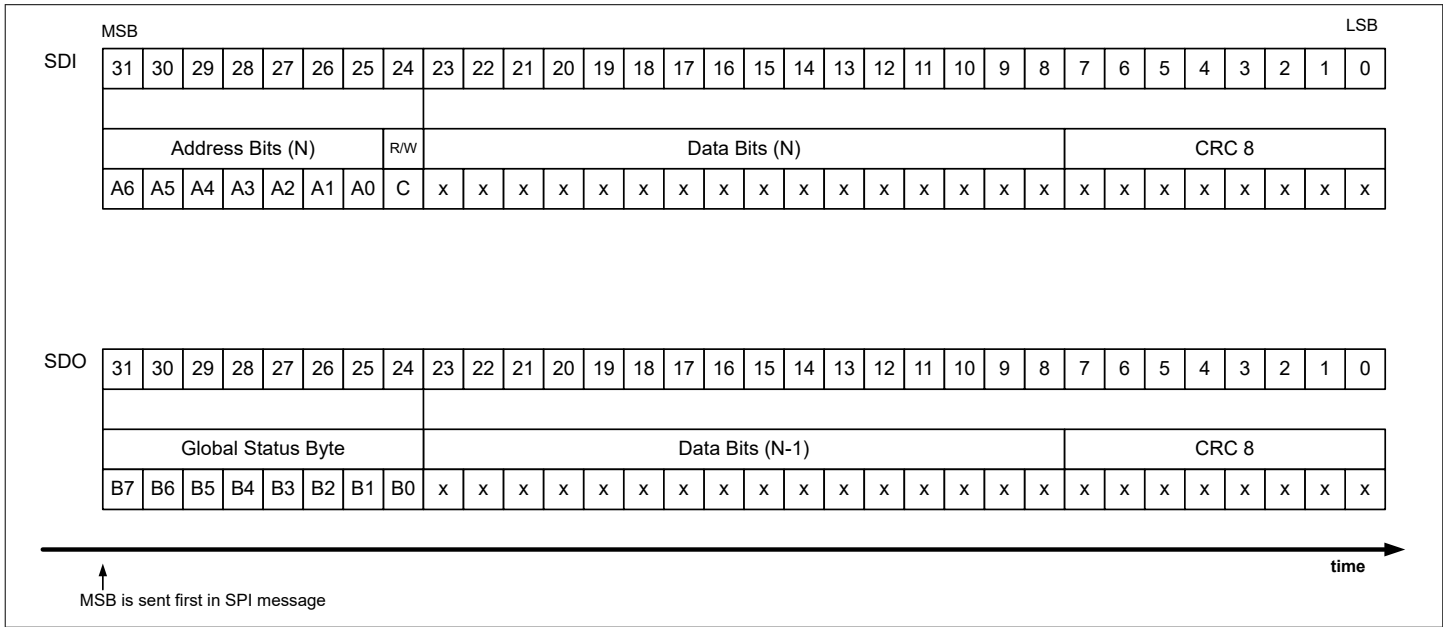 MSB LSB
SDI 31 30 29 28 27 26 25 24 23 22 21 20 19 18 17 16 15 14 13 12 11 10 9 8 7 6 5 4 3 2 1 0
Address Bits (N) R/W Data Bits (N) CRC 8
A6 A5 A4 A3 A2 A1 A0 C x x x x x x x x x x x x x x x x x x x x x x x x
SDO 31 30 29 28 27 26 25 24 23 22 21 20 19 18 17 16 15 14 13 12 11 10 9 8 7 6 5 4 3 2 1 0
Global Status Byte Data Bits (N-1) CRC 8
B7 B6 B5 B4 B3 B2 B1 B0 x x x x x x x x x x x x x x x x x x x x x x x x
time
MSB is sent first in SPI message